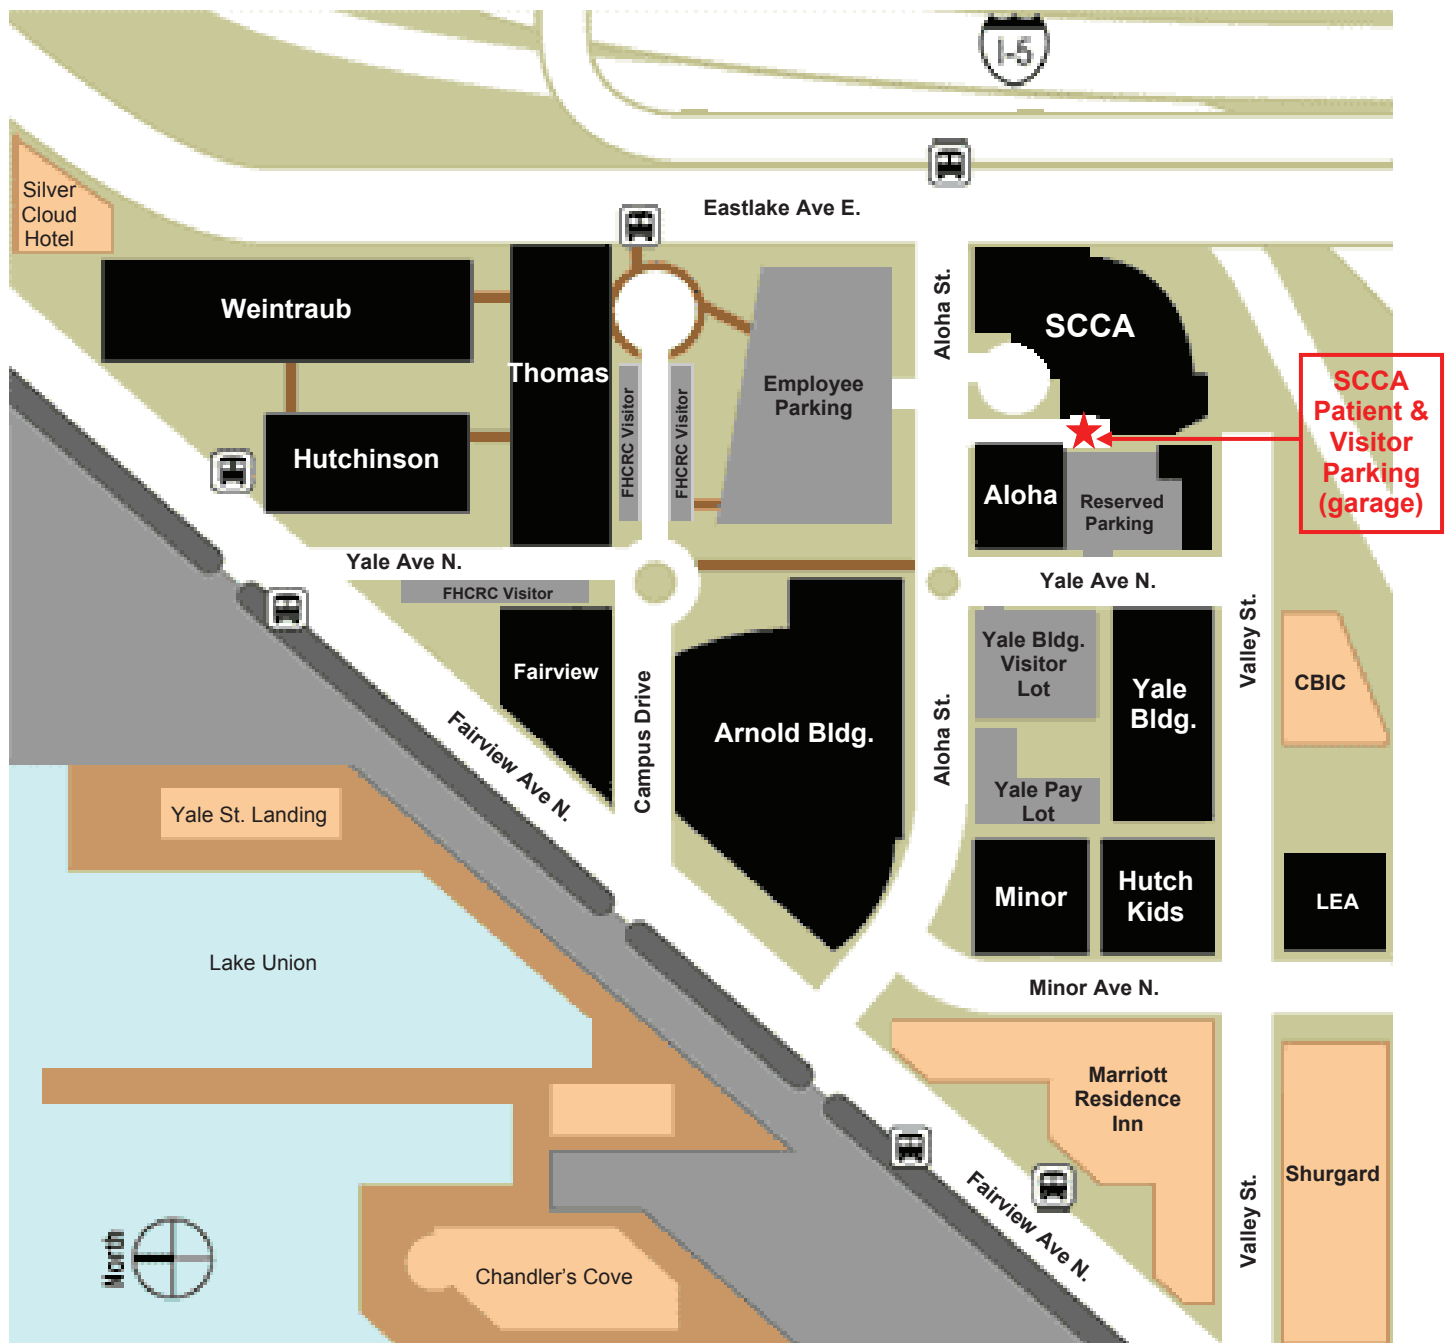 I-5
Silver
Cloud
Hotel
Eastlake Ave E.
Weintraub
Thomas
Hutchinson
FHCRC Visitor
FHCRC Visitor
Employee
Parking
Aloha St.
SCCA
SCCA
Patient &
Visitor
Parking
(garage)
Aloha
Reserved
Parking
Yale Ave N.
FHCRC Visitor
Yale Ave N.
Fairview
Campus Drive
Arnold Bldg.
Aloha St.
Yale Bldg.
Visitor
Lot
Yale
Bldg.
Valley St.
CBIC
Fairview Ave N.
Yale Pay
Lot
Yale St. Landing
Minor
Hutch
Kids
LEA
Lake Union
Minor Ave N.
Marriott
Residence
Inn
Shurgard
Fairview Ave N.
Valley St.
North
Chandler's Cove